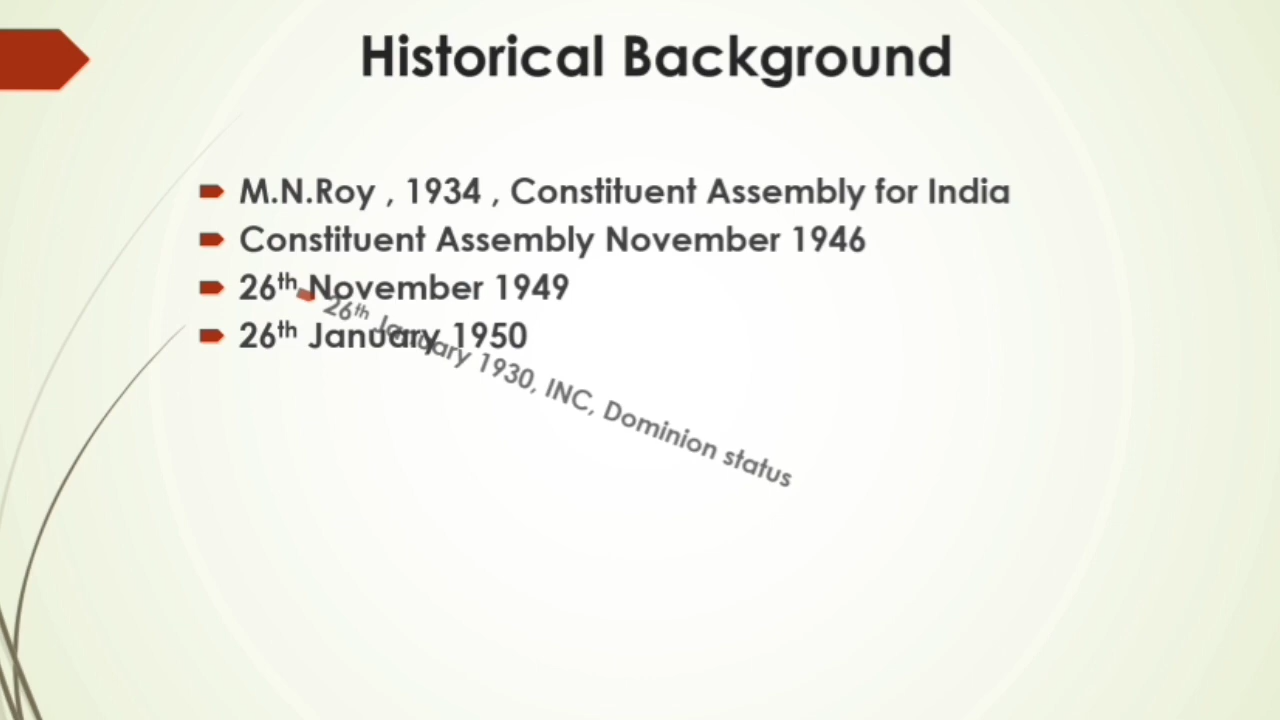 Historical Background
M.N.Roy , 1934 , Constituent Assembly for India
Constituent Assembly November 1946
26th November 1949
26th January 1950
26th January 1930, INC, Dominion status